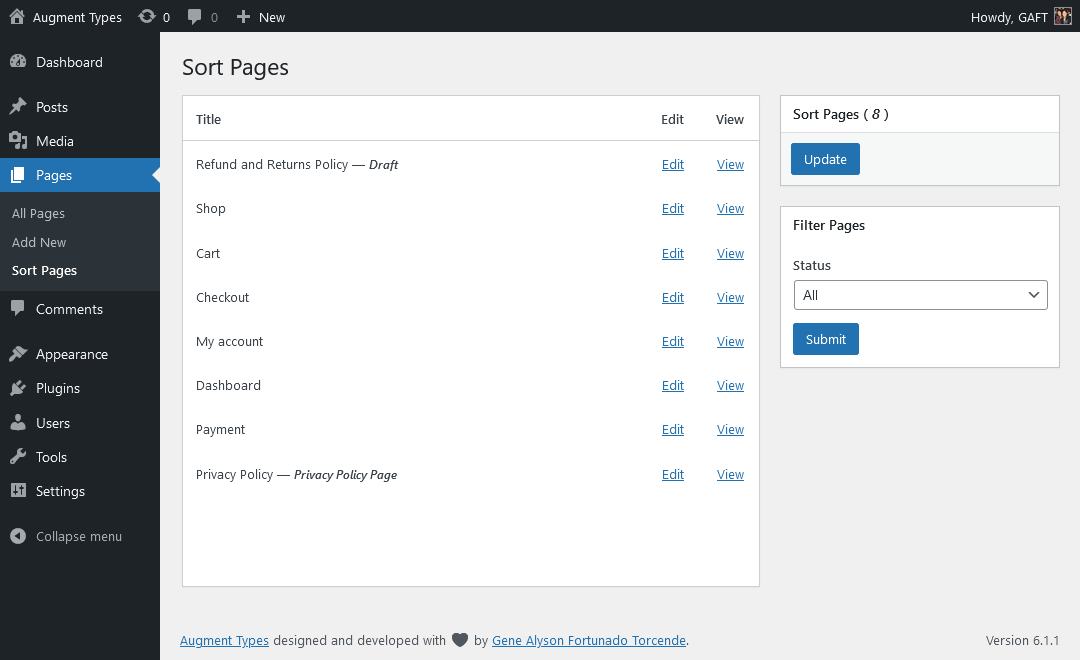 Augment Types 0 0 New Howdy, GAFT
Dashboard
Posts
Media
Pages
All Pages
Add New
Sort Pages
Comments
Appearance
Plugins
Users
Tools
Settings
Collapse menu
Sort Pages
Title Edit View
Refund and Returns Policy — Draft Edit View
Shop Edit View
Cart Edit View
Checkout Edit View
My account Edit View
Dashboard Edit View
Payment Edit View
Privacy Policy — Privacy Policy Page Edit View
Sort Pages ( 8 )
Update
Filter Pages
Status
All
Submit
Augment Types designed and developed with by Gene Alyson Fortunado Torcende. Version 6.1.1